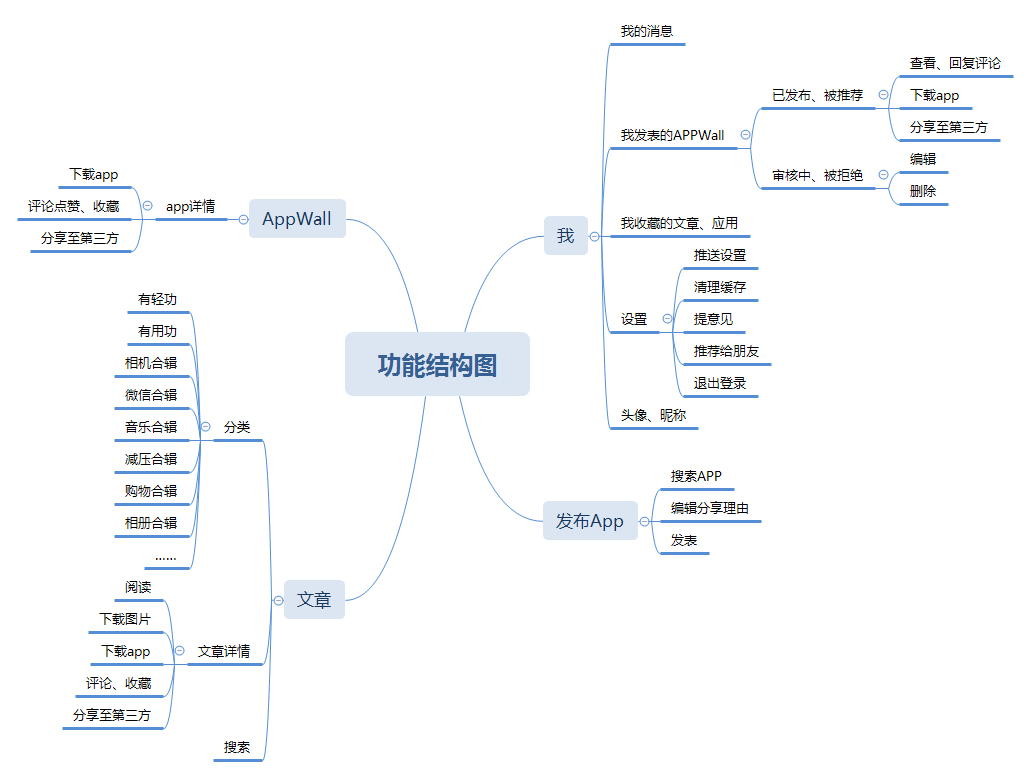 功能结构图
我
我的消息
我发表的APPWall
已发布、被推荐
查看、回复评论
下载app
分享至第三方
审核中、被拒绝
编辑
删除
我收藏的文章、应用
设置
推送设置
清理缓存
提意见
推荐给朋友
退出登录
头像、昵称
发布App
搜索APP
编辑分享理由
发表
AppWall
app详情
下载app
评论点赞、收藏
分享至第三方
文章
分类
有轻功
有用功
相机合辑
微信合辑
音乐合辑
减压合辑
购物合辑
相册合辑
……
文章详情
阅读
下载图片
下载app
评论、收藏
分享至第三方
搜索